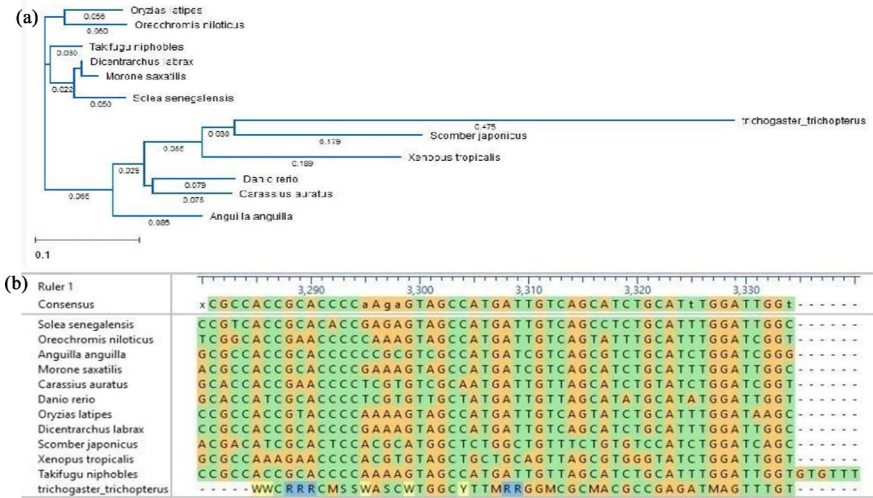 (a)
Oryzias latipes
0.056
Oreochromis niloticus
0.060
Takifugu niphobles
0.030
Dicentrarchus labrax
Morone saxatilis
0.022
Solea senegalensis
0.050
trichogaster_trichopterus
0.475
0.030
Scomber japonicus
0.179
0.066
Xenopus tropicalis
0.189
0.029
Danio rerio
0.079
0.065
Carassius auratus
0.075
Anguilla anguilla
0.085
0.1
(b)
Ruler 1 3,290 3,300 3,310 3,320 3,330
Consensus xCGCCACCGCACCCCaAgaGTAGCCATGATTGTCAGCATCTGCATtTGGATTGGt------
Solea senegalensis CCGTCACCGCACACCGAGAGTAGCCATGATTGTCAGCCTCTGCATTTGGATTGGC------
Oreochromis niloticus TCGGCACCGAACCCCCAAAGTAGCCATGATTGTCAGTATTTGCATTTGGATCGGT------
Anguilla anguilla GCGCCACCGCACCCCCCGCGTCGCCATGATCGTCAGCGTCTGCATCTGGATCGGG------
Morone saxatilis CCGCCACCGCACCCCGAAAGTAGCCATGATTGTCAGCATCTGCATTTGGATTGGC------
Carassius auratus GCACCACCGAACCCCTCGTGTCGCAATGATTGTTAGCATCTGTATCTGGATTGGT------
Danio rerio GCACCATCGCACCCCTCGTGTTGCTATGATTGTTAGCATATGCATATGGATTGGT------
Oryzias latipes CCGCCACCGTACCCCAAAAGTAGCCATGATTGTCAGTATCTGCATTTGGATAAGC------
Dicentrarchus labrax CCGCCACCGCACCCCGAAAGTAGCCATGATTGTCAGCATCTGCATTTGGATTGGC------
Scomber japonicus ACGACATCGCACTCCACGCATGGCTCTGGCTGTTTCTGTGTCCATCTGGATCAGC------
Xenopus tropicalis GCGCCAAAGAACCCCACGTGTAGCTGCTGCAGTTAGCGTGGGTATCTGGATTGGT------
Takifugu niphobles CCGCCACCGCACCCCAAAAGTAGCCATGATTGTTAGCATCTGCATTTGGATTGGTGTGTTT
trichogaster_trichopterus -----WWCRRRCMSSWASCWTGGCYTTMRRGGMCGCMACGCCGAGATMAGTTTGT------